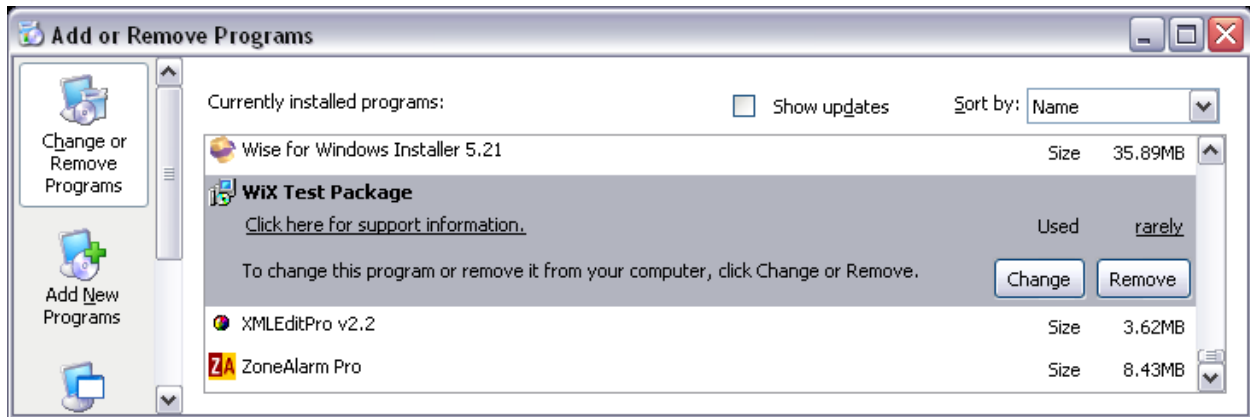 Add or Remove Programs
Change or
Remove
Programs
Add New
Programs
Currently installed programs:
Show updates
Sort by: Name
Wise for Windows Installer 5.21 Size 35.89MB
WiX Test Package
Click here for support information. Used rarely
To change this program or remove it from your computer, click Change or Remove. Change Remove
XMLEditPro v2.2 Size 3.62MB
ZA ZoneAlarm Pro Size 8.43MB